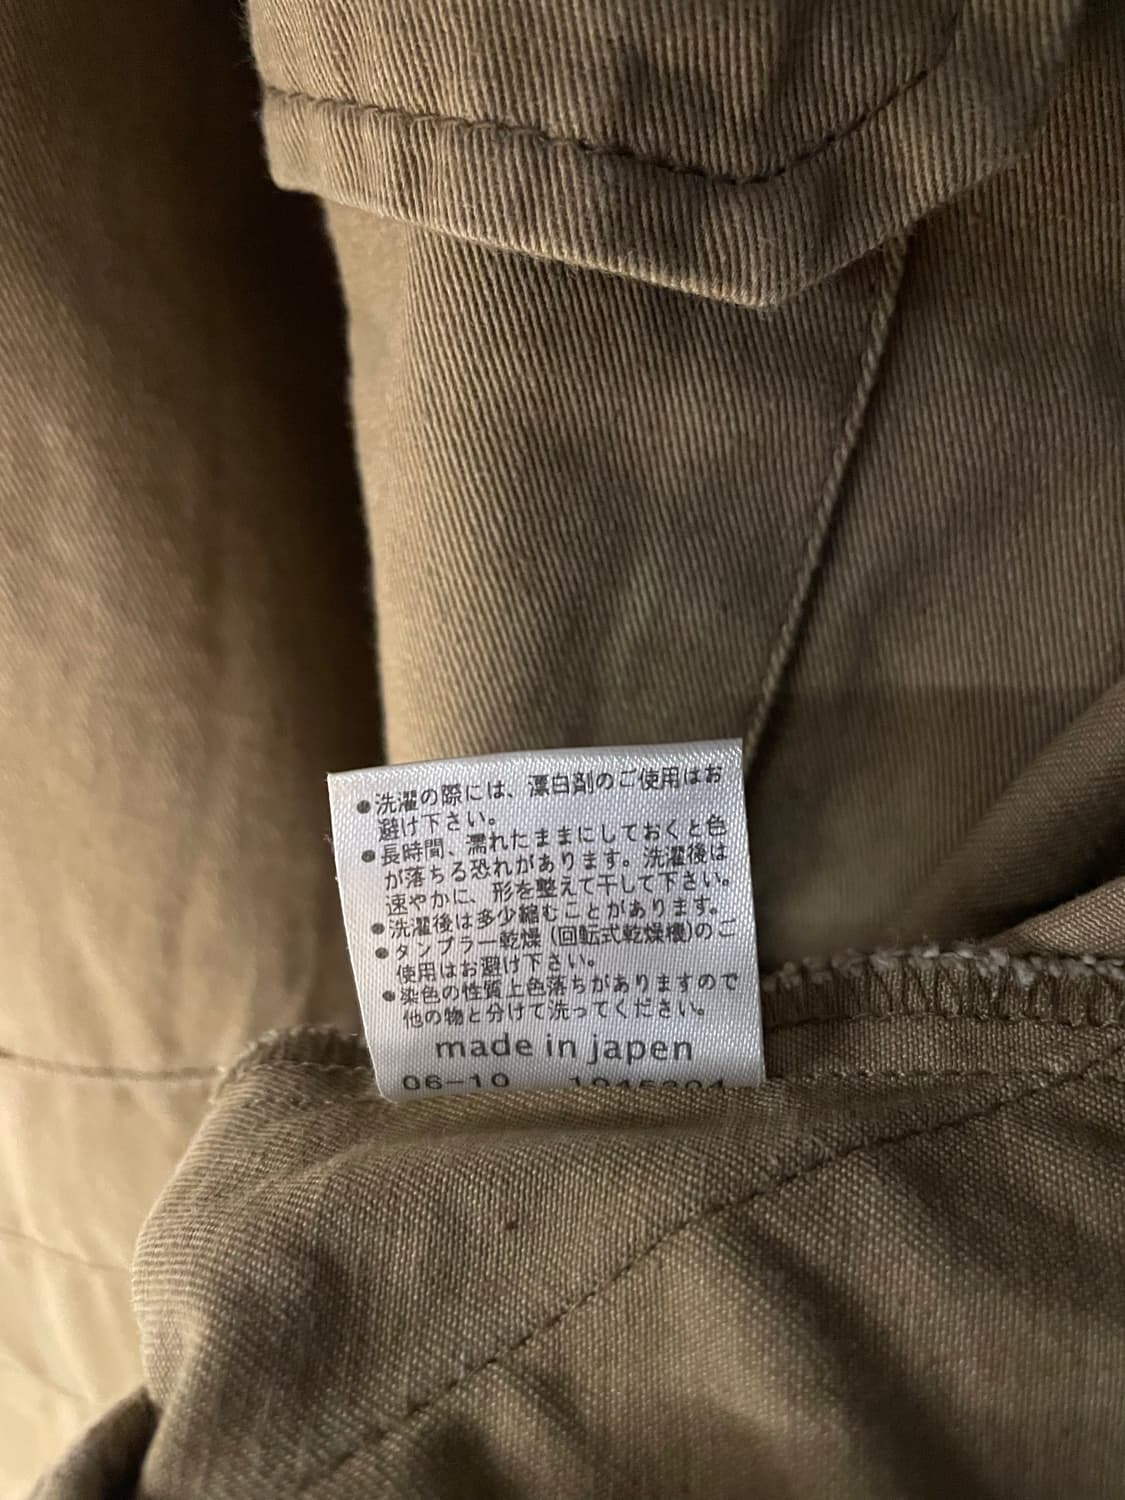 ●洗濯の際には、漂白剤のご使用はお
避け下さい。
●長時間、濡れたままにしておくと色
が落ちる恐れがあります。洗濯後は
速やかに、形を整えて干して下さい。
●洗濯後は多少縮むことがあります。
●タンブラー乾燥(回転式乾燥機)のご
使用はお避け下さい。
●染色の性質上色落ちがありますので
他の物と分けて洗ってください。
made in japen
06-10